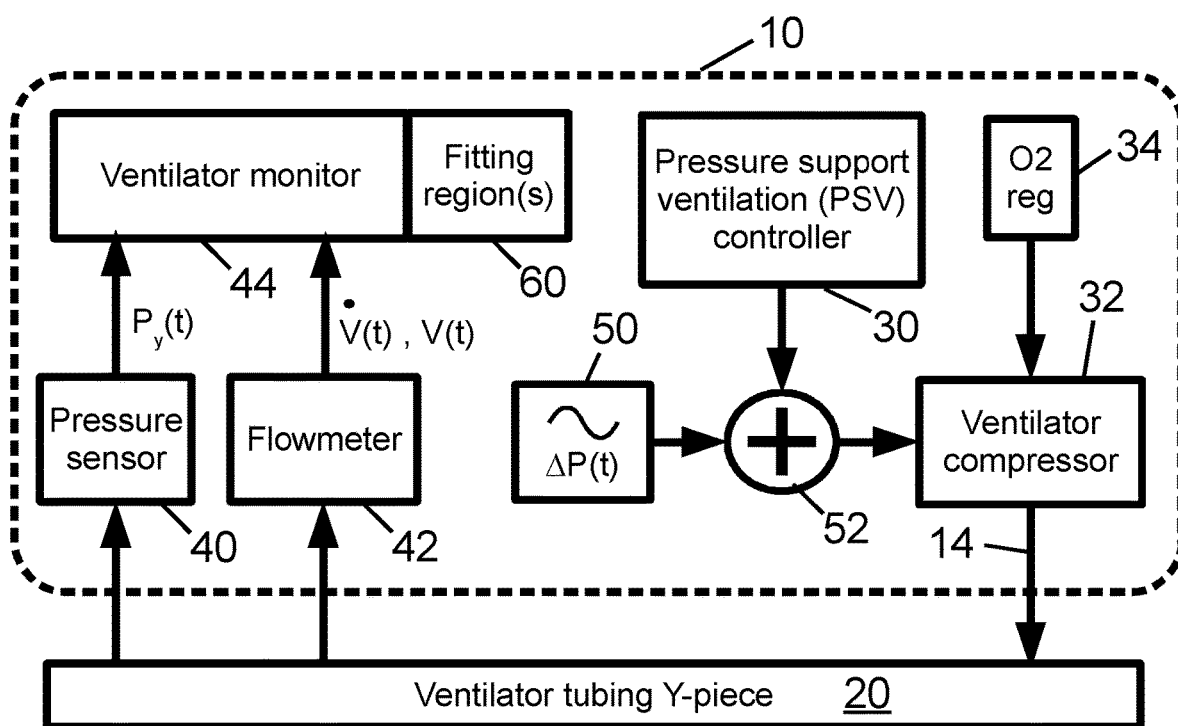 10
Ventilator monitor
Fitting
region(s)
Pressure support
ventilation (PSV)
controller
O2
reg
34
44
60
30
32
P_y(t)
V̇(t) , V(t)
50
Pressure
sensor
Flowmeter
ΔP(t)
+
Ventilator
compressor
40
42
52
14
Ventilator tubing Y-piece 20